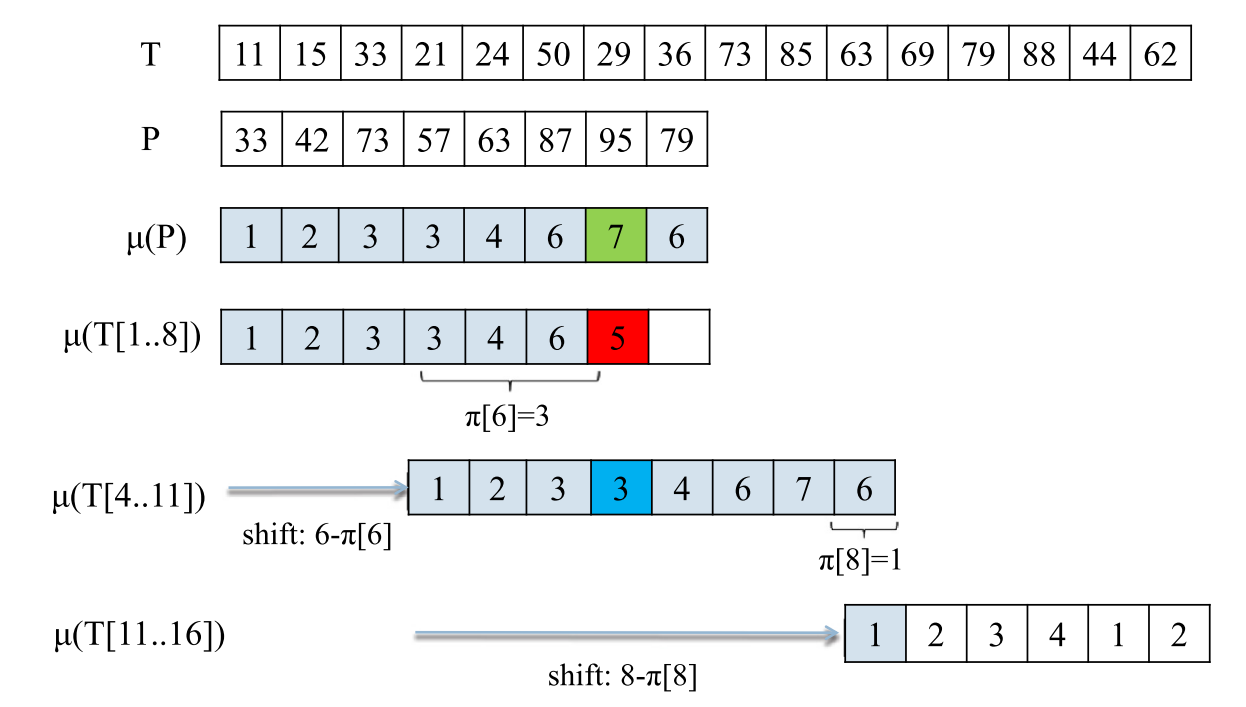 T 11 15 33 21 24 50 29 36 73 85 63 69 79 88 44 62
P 33 42 73 57 63 87 95 79
μ(P) 1 2 3 3 4 6 7 6
μ(T[1..8]) 1 2 3 3 4 6 5
π[6]=3
μ(T[4..11]) 1 2 3 3 4 6 7 6
shift: 6-π[6]
π[8]=1
μ(T[11..16]) 1 2 3 4 1 2
shift: 8-π[8]